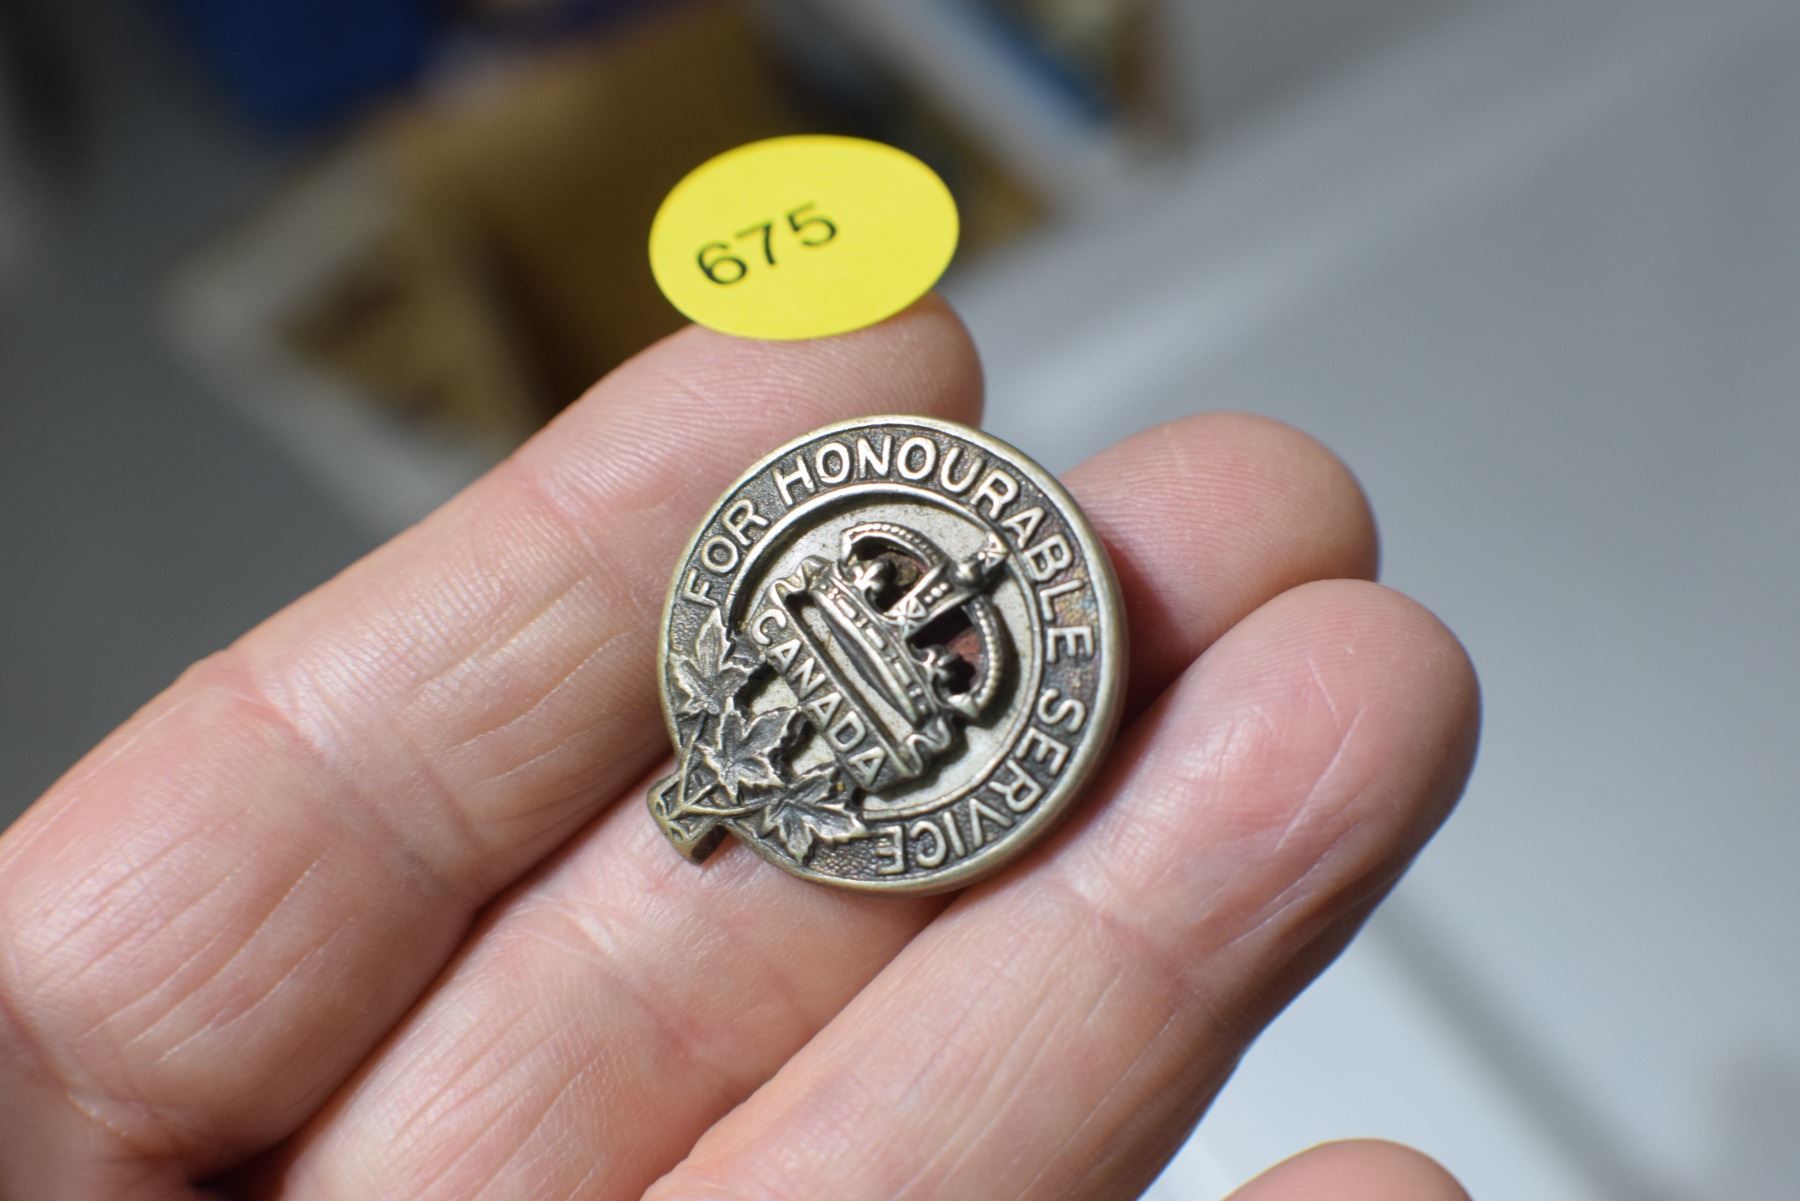 675
FOR HONOURABLE SERVICE
CANADA